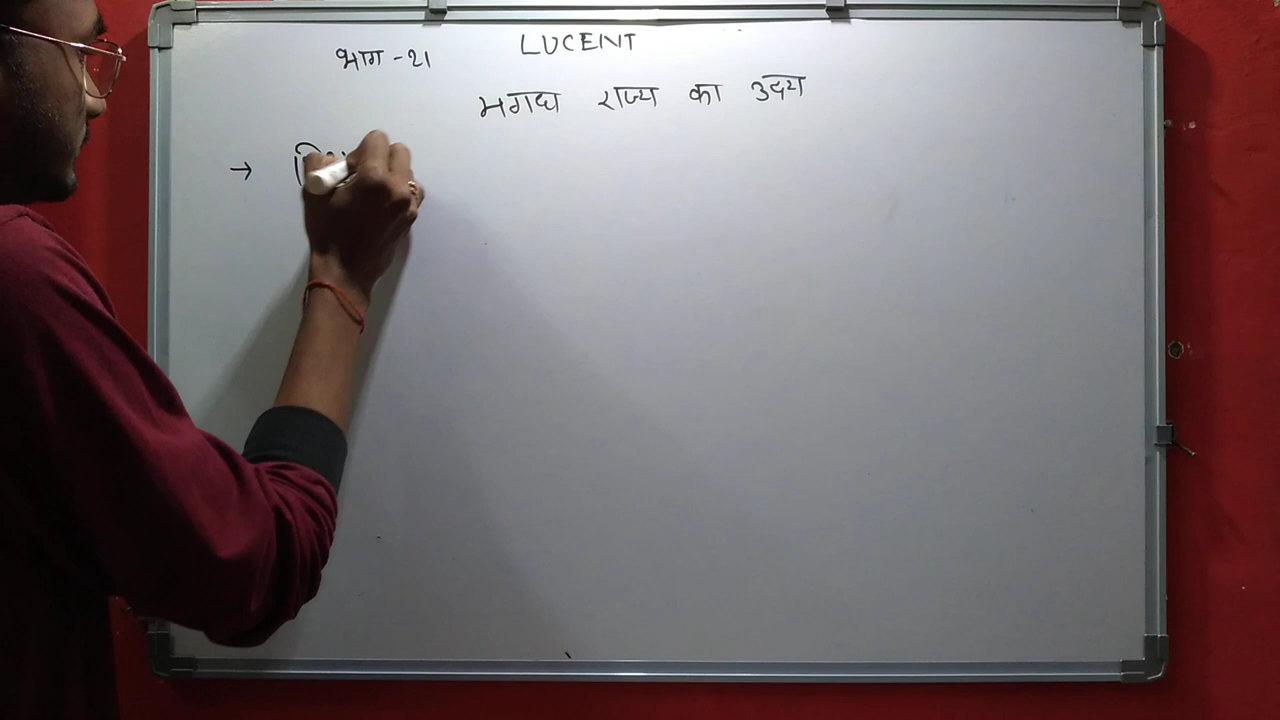 भाग - 21 LUCENT
मगध राज्य का उदय
→